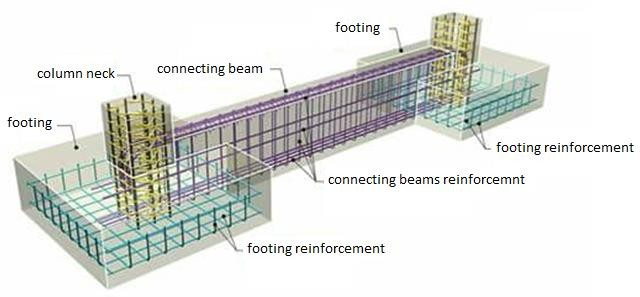 footing
column neck
connecting beam
footing
footing reinforcement
connecting beams reinforcemnt
footing reinforcement